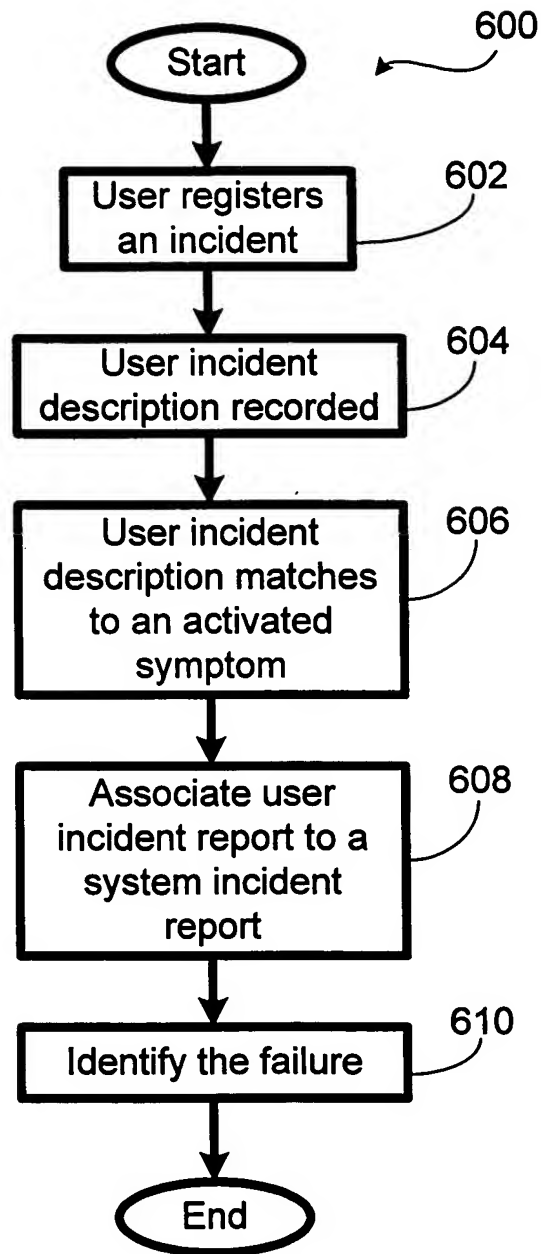 600
Start
602
User registers
an incident
604
User incident
description recorded
606
User incident
description matches
to an activated
symptom
608
Associate user
incident report to a
system incident
report
610
Identify the failure
End